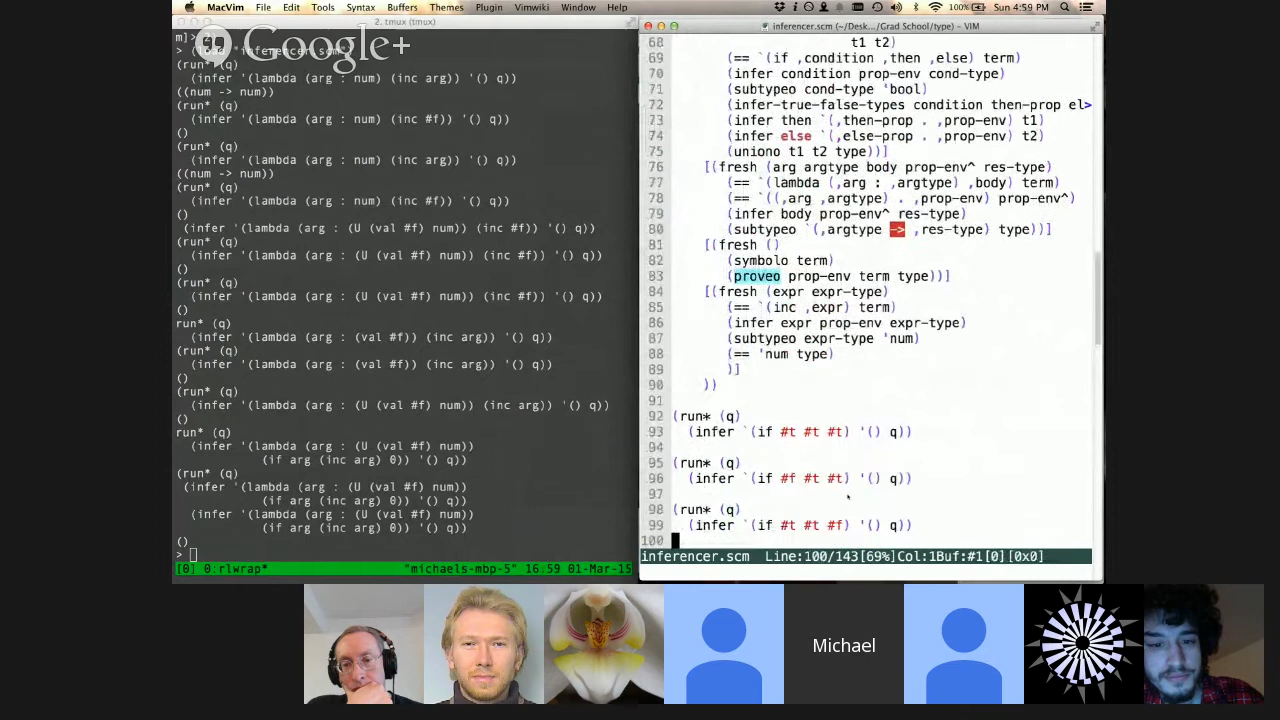 MacVim File Edit Tools Syntax Buffers Themes Plugin Vimwiki Window Help 100% Sun 4:59 PM
2. tmux (tmux)
Google+
> (load "inferencer.scm")
(run* (q)
(infer '(lambda (arg : num) (inc arg)) '() q))
((num -> num))
(run* (q)
(infer '(lambda (arg : num) (inc #f)) '() q))
()
(run* (q)
(infer '(lambda (arg : num) (inc arg)) '() q))
((num -> num))
(run* (q)
(infer '(lambda (arg : num) (inc #f)) '() q))
()
(infer '(lambda (arg : (U (val #f) num)) (inc #f)) '() q))
(run* (q)
(infer '(lambda (arg : (U (val #f) num)) (inc #f)) '() q))
()
(run* (q)
(infer '(lambda (arg : (U (val #f) num)) (inc #f)) '() q))
()
run* (q)
(infer '(lambda (arg : (val #f)) (inc arg)) '() q))
(run* (q)
(infer '(lambda (arg : (val #f)) (inc arg)) '() q))
()
(run* (q)
(infer '(lambda (arg : (U (val #f) num)) (inc arg)) '() q))
()
run* (q)
(infer '(lambda (arg : (U (val #f) num))
(if arg (inc arg) 0)) '() q))
(run* (q)
(infer '(lambda (arg : (U (val #f) num))
(if arg (inc arg) 0)) '() q))
(infer '(lambda (arg : (U (val #f) num))
(if arg (inc arg) 0)) '() q))
()
>
[0] 0:rlwrap* "michaels-mbp-5" 16:59 01-Mar-15
inferencer.scm (~/Desk…/Grad School/type) – VIM
68 t1 t2)
69 (== `(if ,condition ,then ,else) term)
70 (infer condition prop-env cond-type)
71 (subtypeo cond-type 'bool)
72 (infer-true-false-types condition then-prop el>
73 (infer then `(,then-prop . ,prop-env) t1)
74 (infer else `(,else-prop . ,prop-env) t2)
75 (uniono t1 t2 type))]
76 [(fresh (arg argtype body prop-env^ res-type)
77 (== `(lambda (,arg : ,argtype) ,body) term)
78 (== `((,arg ,argtype) . ,prop-env) prop-env^)
79 (infer body prop-env^ res-type)
80 (subtypeo `(,argtype -> ,res-type) type))]
81 [(fresh ()
82 (symbolo term)
83 (proveo prop-env term type))]
84 [(fresh (expr expr-type)
85 (== `(inc ,expr) term)
86 (infer expr prop-env expr-type)
87 (subtypeo expr-type 'num)
88 (== 'num type)
89 )]
90 ))
91
92 (run* (q)
93 (infer `(if #t #t #t) '() q))
94
95 (run* (q)
96 (infer `(if #f #t #t) '() q))
97
98 (run* (q)
99 (infer `(if #t #t #f) '() q))
100
inferencer.scm Line:100/143[69%]Col:1Buf:#1[0][0x0]
Michael